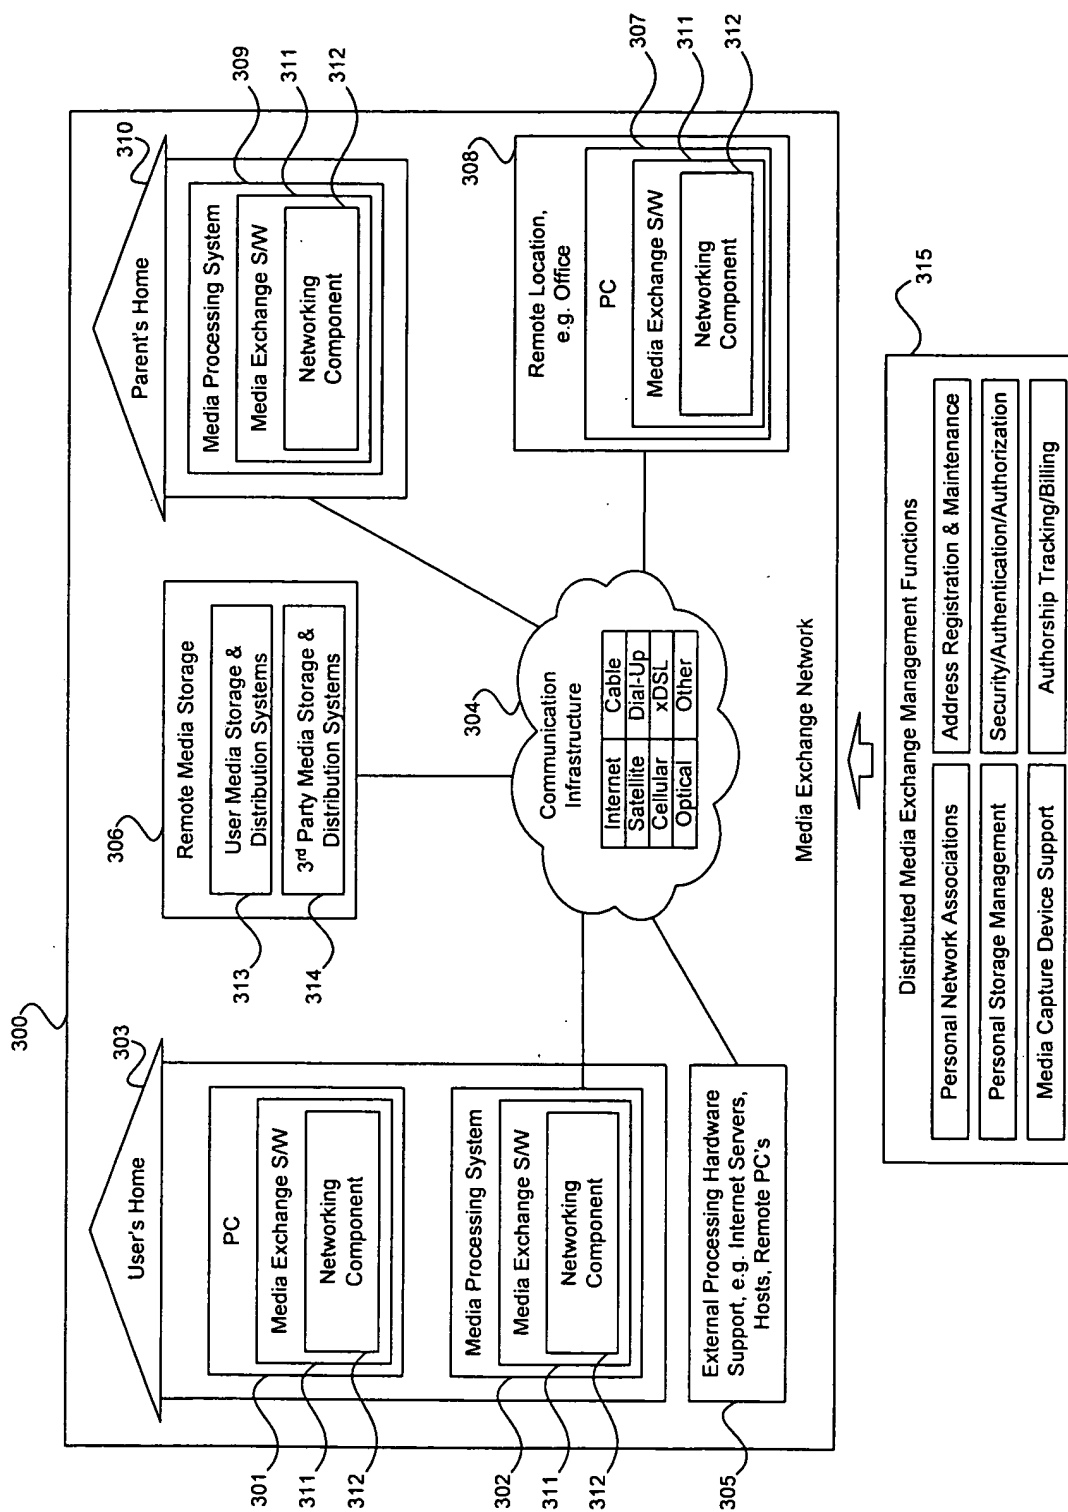 300
303
User's Home
PC
Media Exchange S/W
Networking
Component
301
311
312
Media Processing System
Media Exchange S/W
Networking
Component
302
311
312
External Processing Hardware
Support, e.g. Internet Servers,
Hosts, Remote PC's
305
306
Remote Media Storage
User Media Storage &
Distribution Systems
3rd Party Media Storage &
Distribution Systems
313
314
304
Communication
Infrastructure
Internet Cable
Satellite Dial-Up
Cellular xDSL
Optical Other
310
Parent's Home
309
311
312
Media Processing System
Media Exchange S/W
Networking
Component
308
Remote Location,
e.g. Office
307
311
312
PC
Media Exchange S/W
Networking
Component
Media Exchange Network
315
Distributed Media Exchange Management Functions
Personal Network Associations
Address Registration & Maintenance
Personal Storage Management
Security/Authentication/Authorization
Media Capture Device Support
Authorship Tracking/Billing